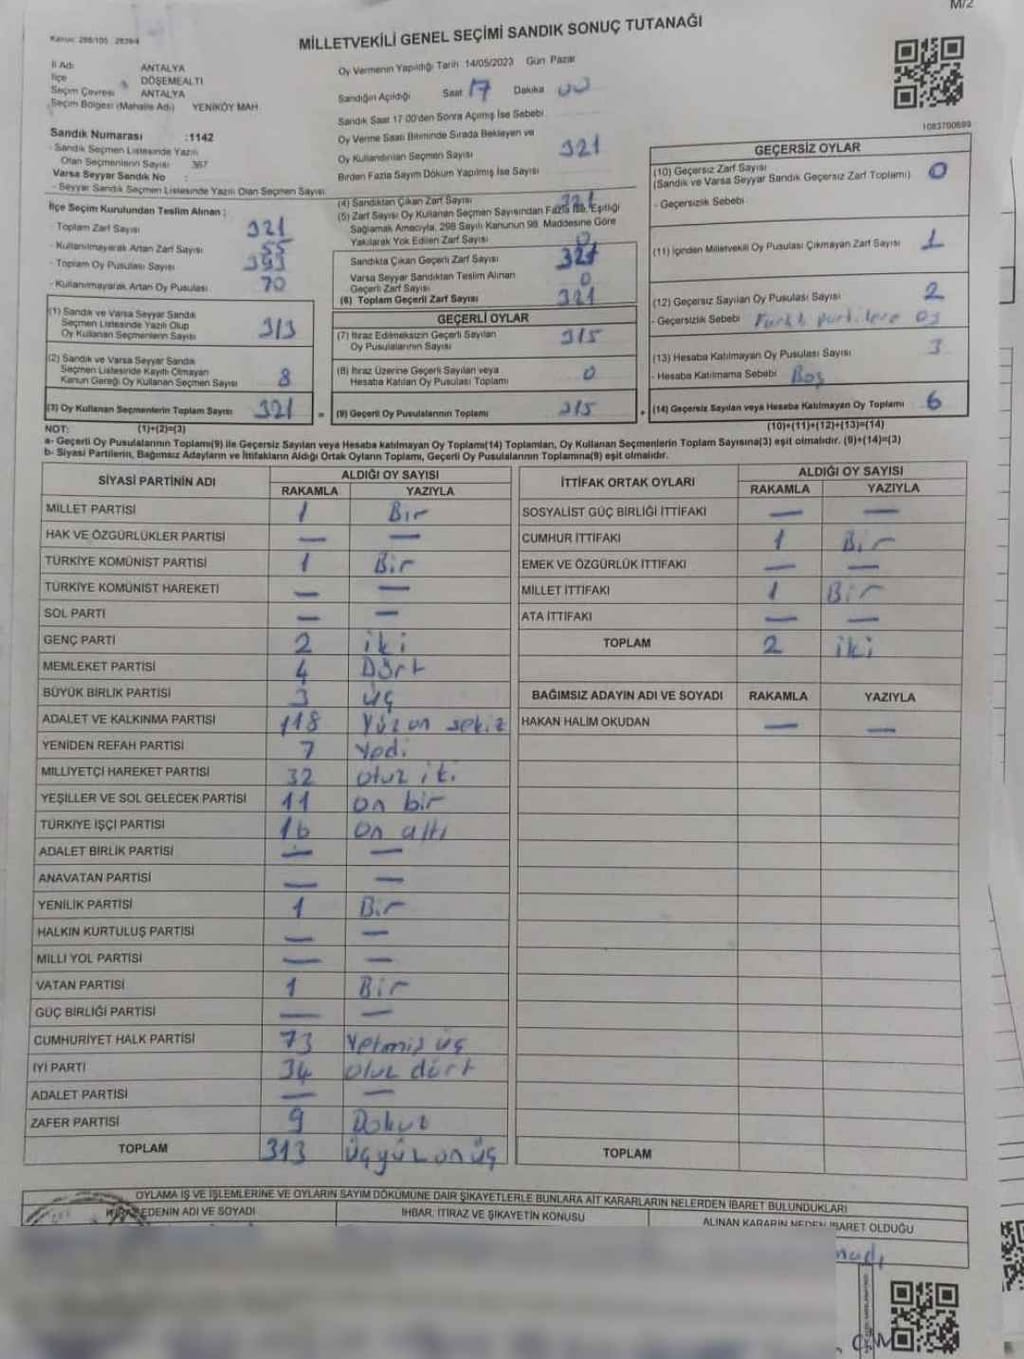 M/2
Kanun: 298/105 2839/4
MİLLETVEKİLİ GENEL SEÇİMİ SANDIK SONUÇ TUTANAĞI
İl Adı ANTALYA
İlçe DÖŞEMEALTI
Seçim Çevresi ANTALYA
Seçim Bölgesi (Mahalle Adı) YENİKÖY MAH.
Sandık Numarası :1142
- Sandık Seçmen Listesinde Yazılı
Olan Seçmenlerin Sayısı 367
Varsa Seyyar Sandık No :
- Seyyar Sandık Seçmen Listesinde Yazılı Olan Seçmen Sayısı
Oy Vermenin Yapıldığı Tarih 14/05/2023 Gün Pazar
Sandığın Açıldığı Saat 17 Dakika 00
Sandık Saat 17:00'den Sonra Açılmış İse Sebebi
Oy Verme Saati Bitiminde Sırada Bekleyen ve
Oy Kullandırılan Seçmen Sayısı 321
Birden Fazla Sayım Döküm Yapılmış İse Sayısı
1083700699
İlçe Seçim Kurulundan Teslim Alınan ;
- Toplam Zarf Sayısı 321
- Kullanılmayarak Artan Zarf Sayısı 55
- Toplam Oy Pusulası Sayısı 393
- Kullanılmayarak Artan Oy Pusulası 70
(1) Sandık ve Varsa Seyyar Sandık
Seçmen Listesinde Yazılı Olup
Oy Kullanan Seçmenlerin Sayısı 313
(2) Sandık ve Varsa Seyyar Sandık
Seçmen Listesinde Kayıtlı Olmayan
Kanun Gereği Oy Kullanan Seçmen Sayısı 8
(3) Oy Kullanan Seçmenlerin Toplam Sayısı 321 =
(4) Sandıktan Çıkan Zarf Sayısı 321
(5) Zarf Sayısı Oy Kullanan Seçmen Sayısından Fazla İse, Eşitliği
Sağlamak Amacıyla, 298 Sayılı Kanunun 98. Maddesine Göre
Yakılarak Yok Edilen Zarf Sayısı 0
Sandıkta Çıkan Geçerli Zarf Sayısı 321
Varsa Seyyar Sandıktan Teslim Alınan
Geçerli Zarf Sayısı 0
(6) Toplam Geçerli Zarf Sayısı 321
GEÇERLİ OYLAR
(7) İtiraz Edilmeksizin Geçerli Sayılan
Oy Pusulalarının Sayısı 315
(8) İtiraz Üzerine Geçerli Sayılan veya
Hesaba Katılan Oy Pusulası Toplamı 0
(9) Geçerli Oy Pusulalarının Toplamı 315 +
GEÇERSİZ OYLAR
(10) Geçersiz Zarf Sayısı
(Sandık ve Varsa Seyyar Sandık Geçersiz Zarf Toplamı) 0
- Geçersizlik Sebebi
(11) İçinden Milletvekili Oy Pusulası Çıkmayan Zarf Sayısı 1
(12) Geçersiz Sayılan Oy Pusulası Sayısı 2
- Geçersizlik Sebebi Farklı partilere oy
(13) Hesaba Katılmayan Oy Pusulası Sayısı 3
- Hesaba Katılmama Sebebi Boş
(14) Geçersiz Sayılan veya Hesaba Katılmayan Oy Toplamı 6
NOT: (1)+(2)=(3) (10)+(11)+(12)+(13)=(14)
a- Geçerli Oy Pusulalarının Toplamı(9) ile Geçersiz Sayılan veya Hesaba katılmayan Oy Toplamı(14) Toplamları, Oy Kullanan Seçmenlerin Toplam Sayısına(3) eşit olmalıdır. (9)+(14)=(3)
b- Siyasi Partilerin, Bağımsız Adayların ve İttifakların Aldığı Ortak Oyların Toplamı, Geçerli Oy Pusulalarının Toplamına(9) eşit olmalıdır.
SİYASİ PARTİNİN ADI ALDIĞI OY SAYISI
RAKAMLA YAZIYLA
MİLLET PARTİSİ 1 Bir
HAK VE ÖZGÜRLÜKLER PARTİSİ — —
TÜRKİYE KOMÜNİST PARTİSİ 1 Bir
TÜRKİYE KOMÜNİST HAREKETİ — —
SOL PARTİ — —
GENÇ PARTİ 2 iki
MEMLEKET PARTİSİ 4 Dört
BÜYÜK BİRLİK PARTİSİ 3 üç
ADALET VE KALKINMA PARTİSİ 118 Yüz on sekiz
YENİDEN REFAH PARTİSİ 7 Yedi
MİLLİYETÇİ HAREKET PARTİSİ 32 otuz iki
YEŞİLLER VE SOL GELECEK PARTİSİ 11 on bir
TÜRKİYE İŞÇİ PARTİSİ 16 on altı
ADALET BİRLİK PARTİSİ — —
ANAVATAN PARTİSİ — —
YENİLİK PARTİSİ 1 Bir
HALKIN KURTULUŞ PARTİSİ — —
MİLLİ YOL PARTİSİ — —
VATAN PARTİSİ 1 Bir
GÜÇ BİRLİĞİ PARTİSİ — —
CUMHURİYET HALK PARTİSİ 73 Yetmiş üç
İYİ PARTİ 34 otuz dört
ADALET PARTİSİ — —
ZAFER PARTİSİ 9 Dokuz
TOPLAM 313 üçyüzonüç
İTTİFAK ORTAK OYLARI ALDIĞI OY SAYISI
RAKAMLA YAZIYLA
SOSYALİST GÜÇ BİRLİĞİ İTTİFAKI — —
CUMHUR İTTİFAKI 1 Bir
EMEK VE ÖZGÜRLÜK İTTİFAKI — —
MİLLET İTTİFAKI 1 Bir
ATA İTTİFAKI — —
TOPLAM 2 iki
BAĞIMSIZ ADAYIN ADI VE SOYADI RAKAMLA YAZIYLA
HAKAN HALİM OKUDAN — —
TOPLAM
OYLAMA İŞ VE İŞLEMLERİNE VE OYLARIN SAYIM DÖKÜMÜNE DAİR ŞİKAYETLERLE BUNLARA AİT KARARLARIN NELERDEN İBARET BULUNDUKLARI
EDENİN ADI VE SOYADI İHBAR, İTİRAZ VE ŞİKAYETİN KONUSU ALINAN KARARIN NEDEN İBARET OLDUĞU